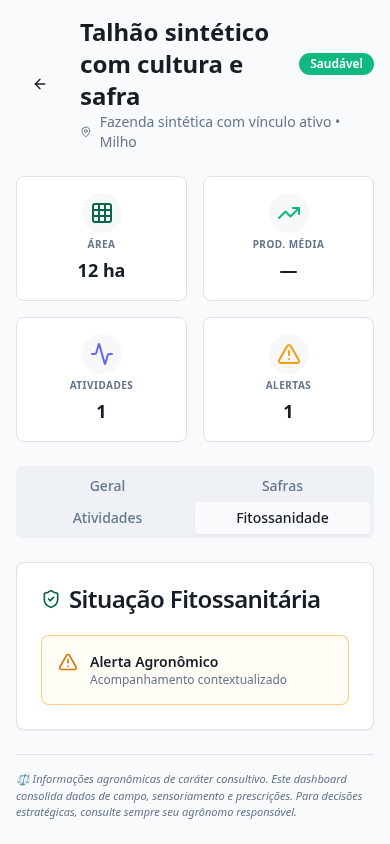 Talhão sintético
com cultura e
safra
Saudável
Fazenda sintética com vínculo ativo •
Milho
ÁREA
12 ha
PROD. MÉDIA
—
ATIVIDADES
1
ALERTAS
1
Geral
Safras
Atividades
Fitossanidade
Situação Fitossanitária
Alerta Agronômico
Acompanhamento contextualizado
⚖️ Informações agronômicas de caráter consultivo. Este dashboard
consolida dados de campo, sensoriamento e prescrições. Para decisões
estratégicas, consulte sempre seu agrônomo responsável.